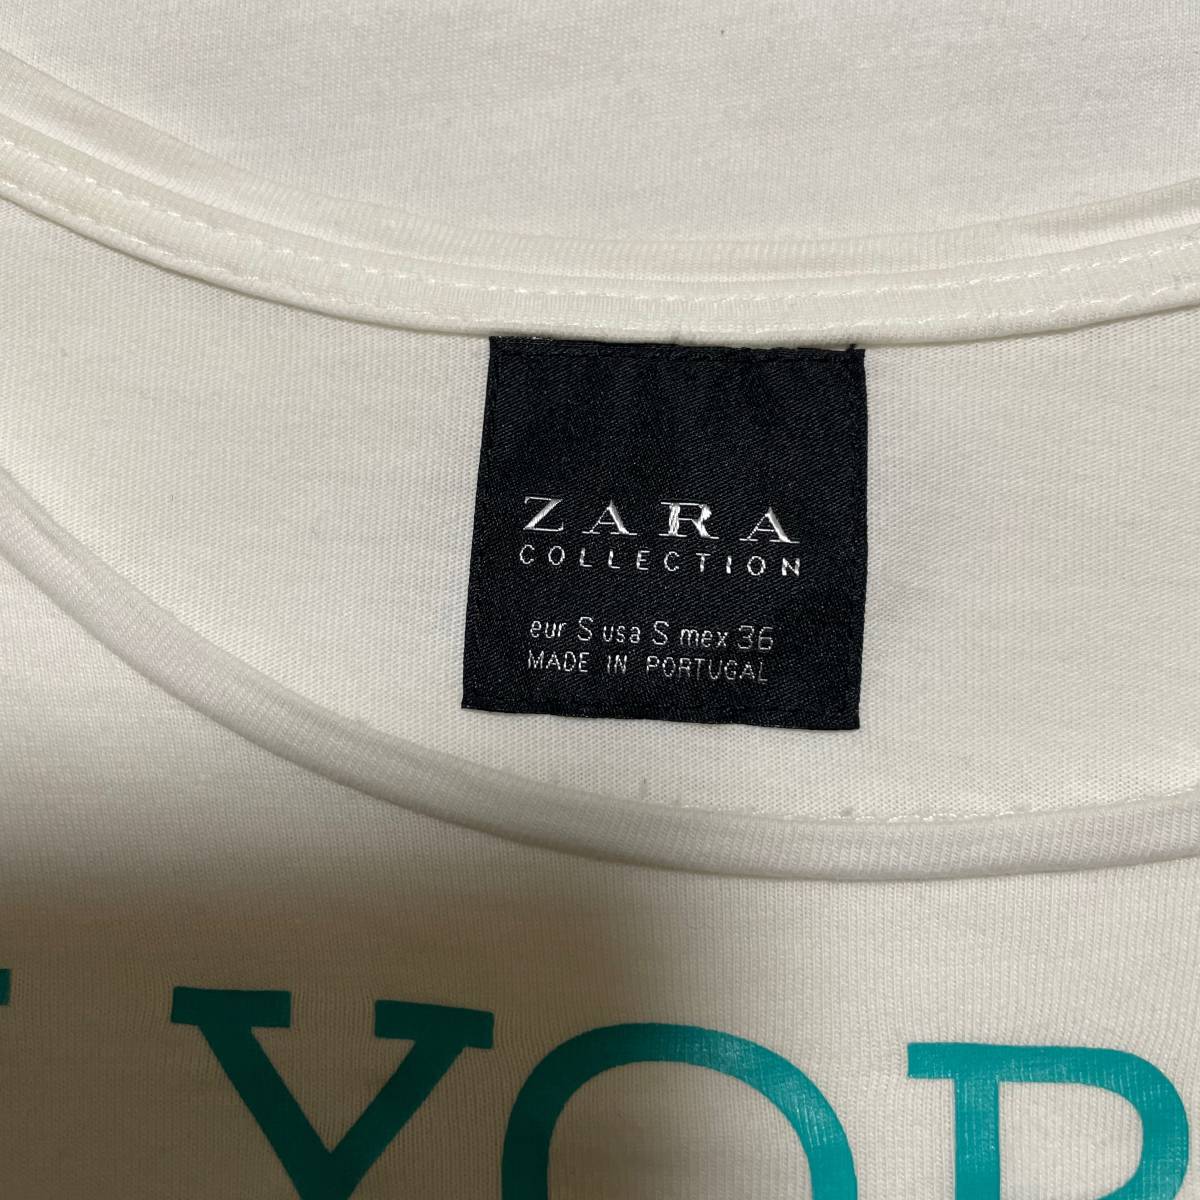 ZARA
COLLECTION
eur S usa S mex 36
MADE IN PORTUGAL